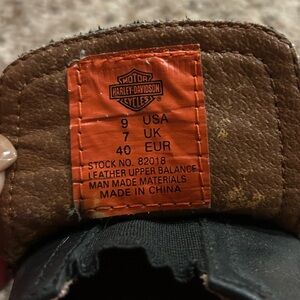 MOTOR
HARLEY-DAVIDSON
CYCLES
9 USA
7 UK
40 EUR
STOCK NO. 82018
LEATHER UPPER BALANCE
MAN MADE MATERIALS
MADE IN CHINA